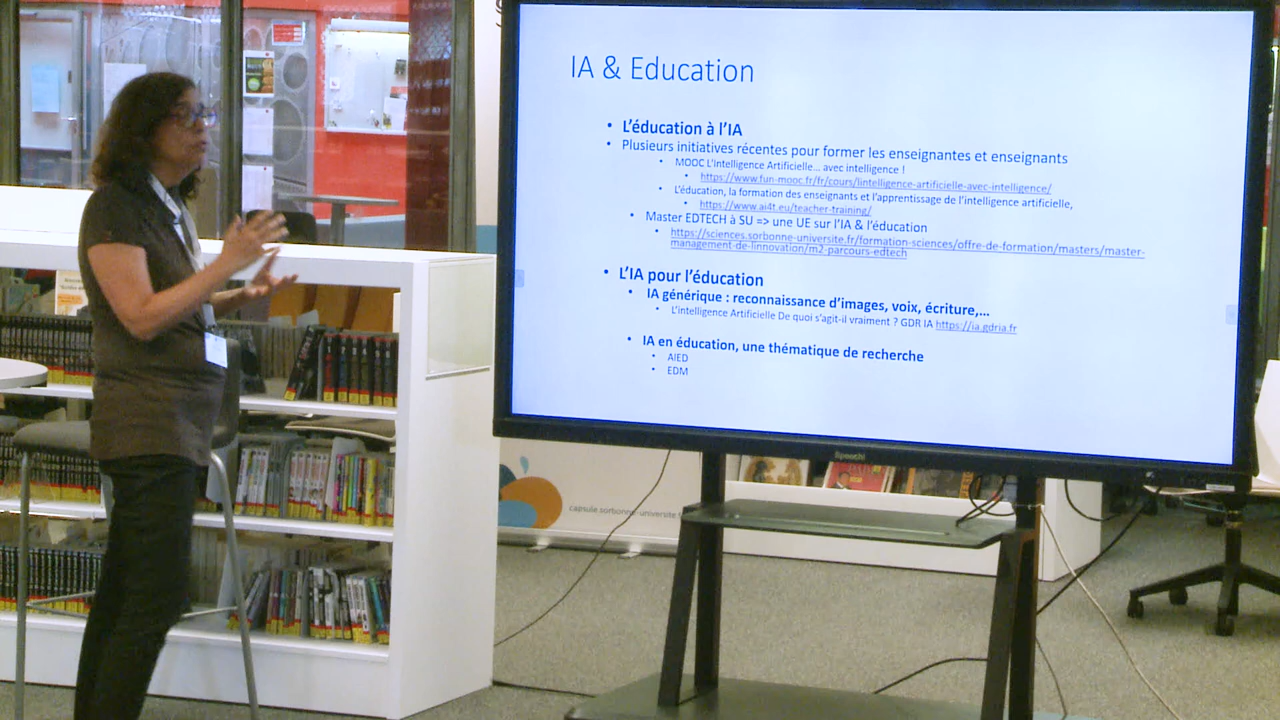 IA & Education
• L'éducation à l'IA
• Plusieurs initiatives récentes pour former les enseignantes et enseignants
• MOOC L'Intelligence Artificielle... avec intelligence !
• https://www.fun-mooc.fr/fr/cours/lintelligence-artificielle-avec-intelligence/
• L'éducation, la formation des enseignants et l'apprentissage de l'intelligence artificielle,
• https://www.ai4t.eu/teacher-training/
• Master EDTECH à SU => une UE sur l'IA & l'éducation
• https://sciences.sorbonne-universite.fr/formation-sciences/offre-de-formation/masters/master-
management-de-linnovation/m2-parcours-edtech
• L'IA pour l'éducation
• IA générique : reconnaissance d'images, voix, écriture,...
• L'intelligence Artificielle De quoi s'agit-il vraiment ? GDR IA https://ia.gdria.fr
• IA en éducation, une thématique de recherche
• AIED
• EDM
Speechi
capsule.sorbonne-universite.f